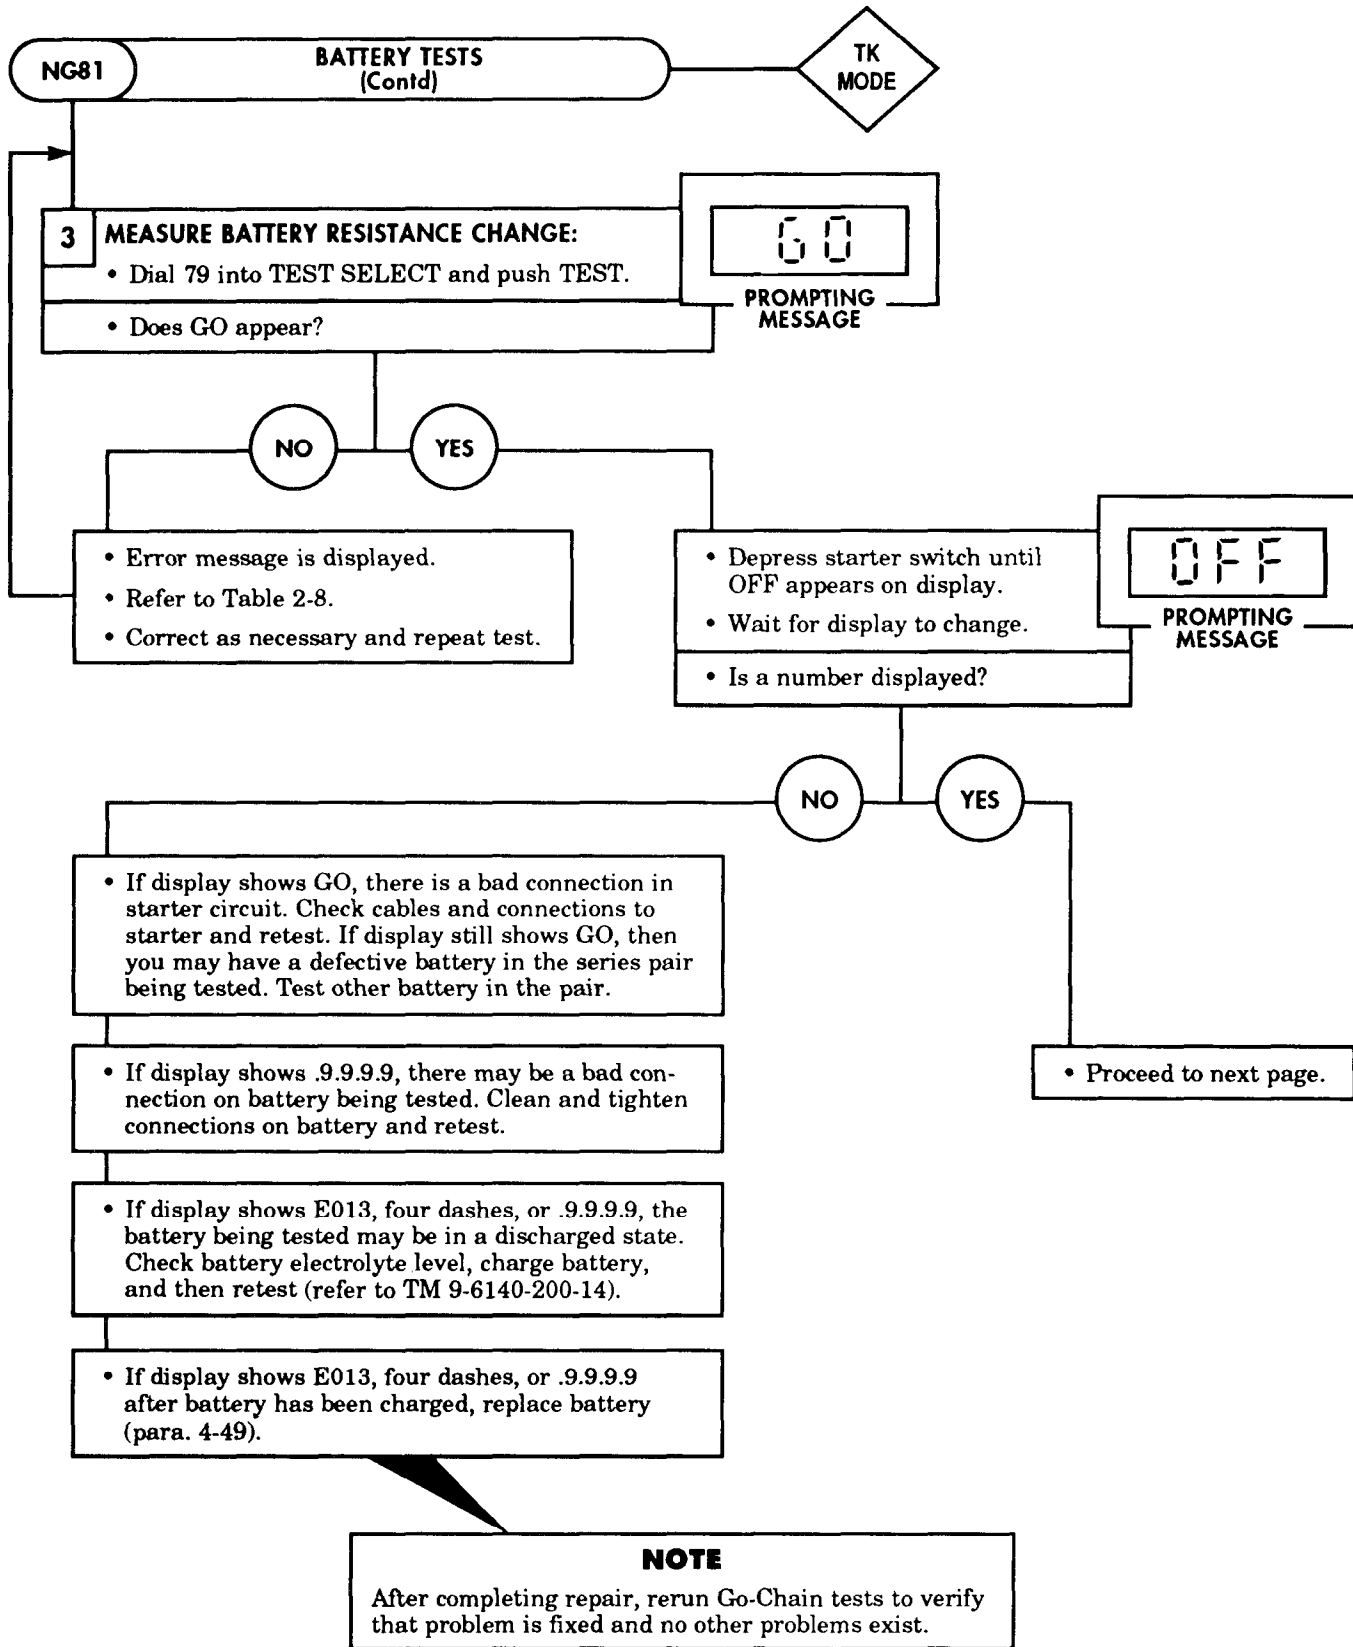 NG81
BATTERY TESTS
(Contd)
TK
MODE
3
MEASURE BATTERY RESISTANCE CHANGE:
• Dial 79 into TEST SELECT and push TEST.
• Does GO appear?
GO
PROMPTING
MESSAGE
NO
YES
• Error message is displayed.
• Refer to Table 2-8.
• Correct as necessary and repeat test.
• Depress starter switch until
OFF appears on display.
• Wait for display to change.
• Is a number displayed?
OFF
PROMPTING
MESSAGE
NO
YES
• If display shows GO, there is a bad connection in
starter circuit. Check cables and connections to
starter and retest. If display still shows GO, then
you may have a defective battery in the series pair
being tested. Test other battery in the pair.
• If display shows .9.9.9.9, there may be a bad con-
nection on battery being tested. Clean and tighten
connections on battery and retest.
• If display shows E013, four dashes, or .9.9.9.9, the
battery being tested may be in a discharged state.
Check battery electrolyte level, charge battery,
and then retest (refer to TM 9-6140-200-14).
• If display shows E013, four dashes, or .9.9.9.9
after battery has been charged, replace battery
(para. 4-49).
• Proceed to next page.
NOTE
After completing repair, rerun Go-Chain tests to verify
that problem is fixed and no other problems exist.